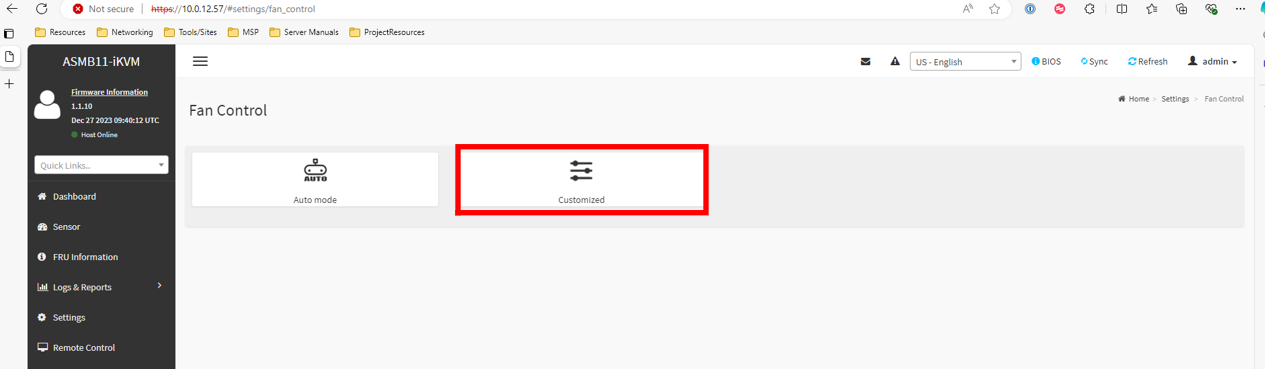 Not secure
https://10.0.12.57/#settings/fan_control
Resources
Networking
Tools/Sites
MSP
Server Manuals
ProjectResources
ASMB11-iKVM
US - English
BIOS
Sync
Refresh
admin
Firmware Information
1.1.10
Dec 27 2023 09:40:12 UTC
Host Online
Fan Control
Home > Settings > Fan Control
Quick Links...
AUTO
Auto mode
Customized
Dashboard
Sensor
FRU Information
Logs & Reports
Settings
Remote Control